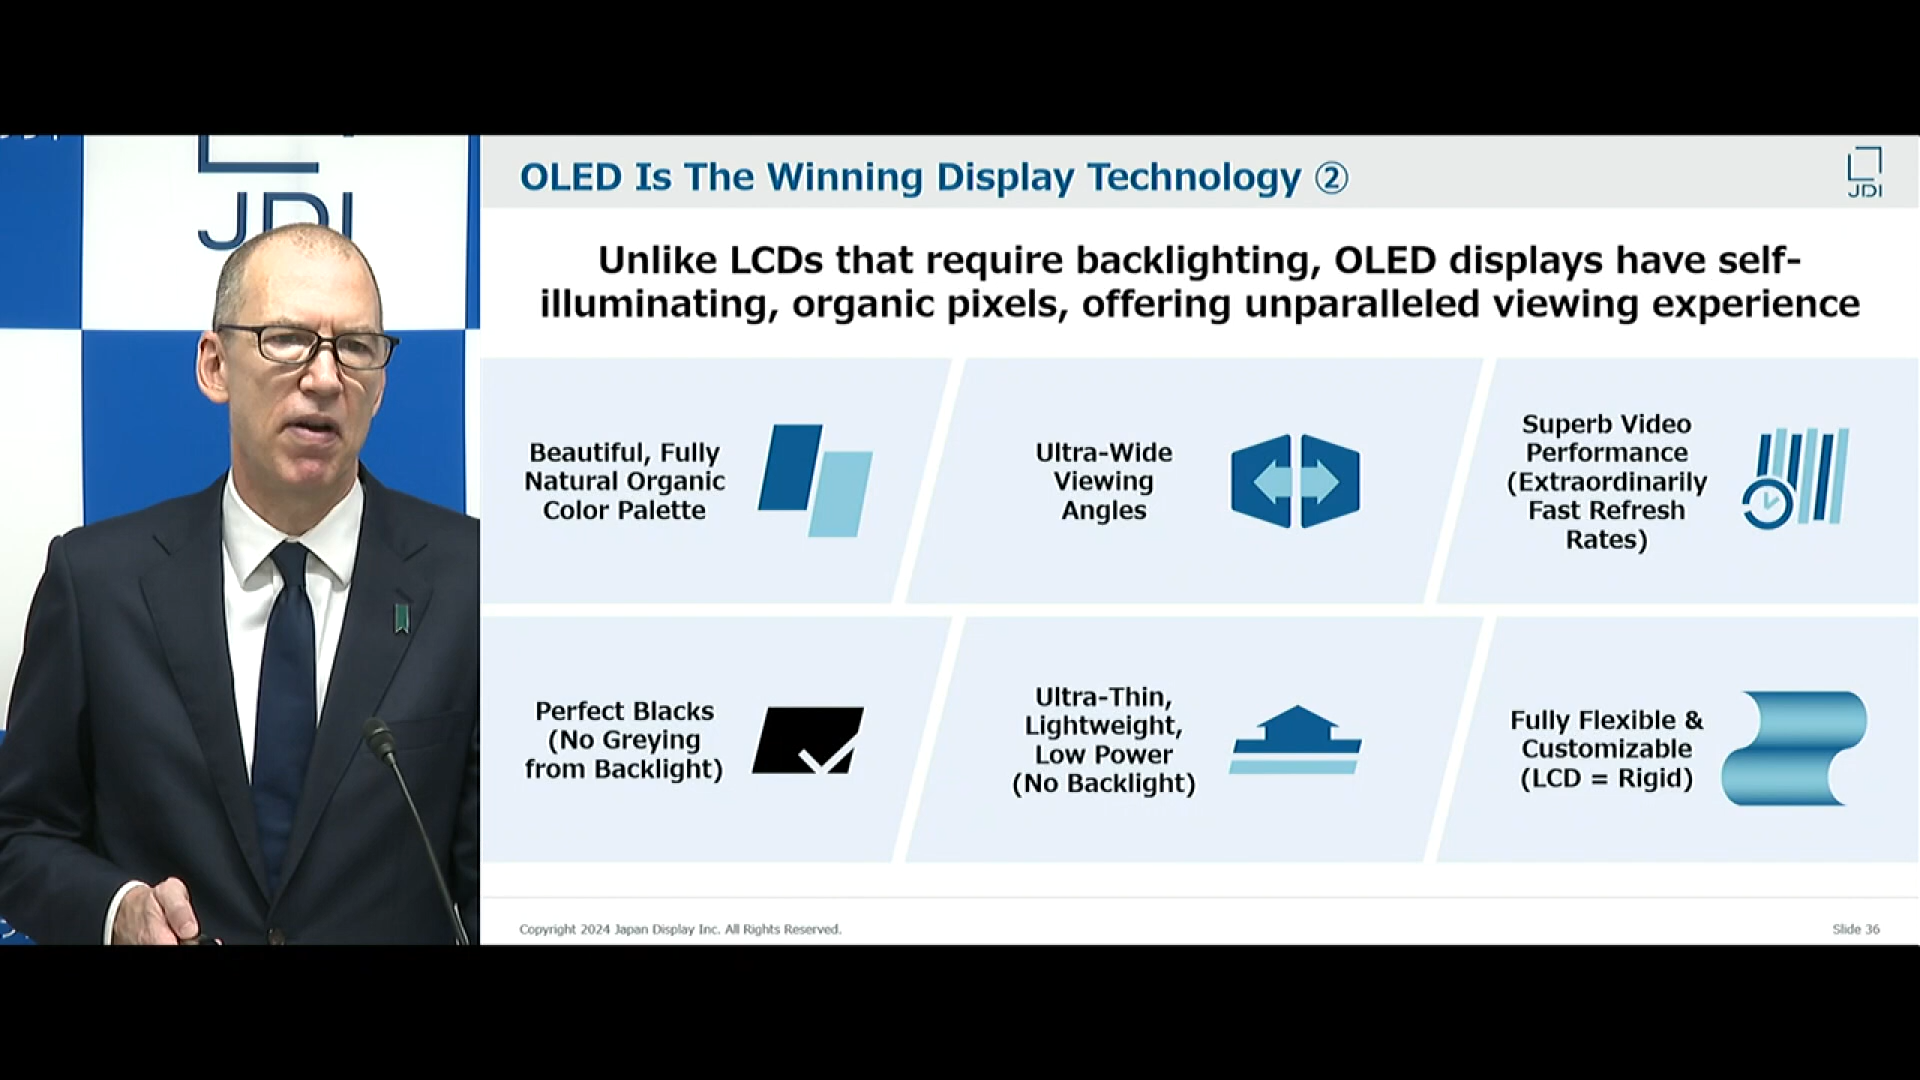 JDI
OLED Is The Winning Display Technology ②
JDI
Unlike LCDs that require backlighting, OLED displays have self-
illuminating, organic pixels, offering unparalleled viewing experience
Beautiful, Fully
Natural Organic
Color Palette
Ultra-Wide
Viewing
Angles
Superb Video
Performance
(Extraordinarily
Fast Refresh
Rates)
Perfect Blacks
(No Greying
from Backlight)
Ultra-Thin,
Lightweight,
Low Power
(No Backlight)
Fully Flexible &
Customizable
(LCD = Rigid)
Copyright 2024 Japan Display Inc. All Rights Reserved.
Slide 36